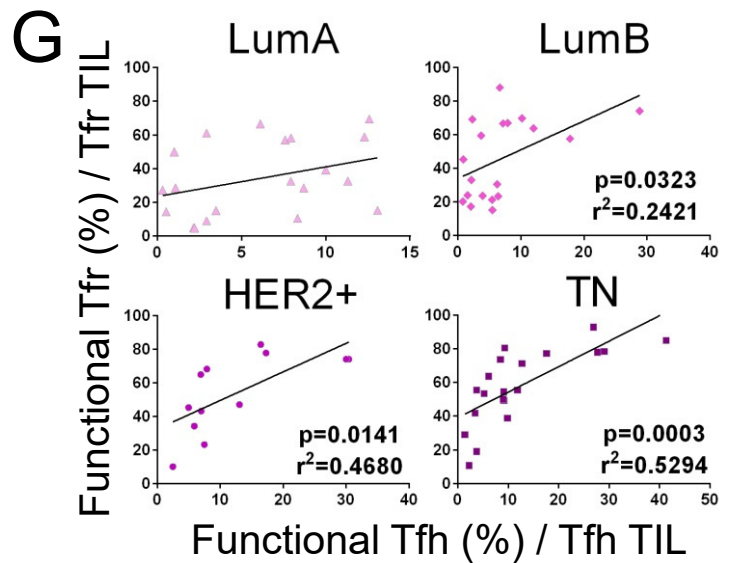 G
Functional Tfr (%) / Tfr TIL
LumA
100
80
60
40
20
0
0 5 10 15
LumB
100
80
60
40
20
0
p=0.0323
r²=0.2421
0 10 20 30 40
HER2+
100
80
60
40
20
0
p=0.0141
r²=0.4680
0 10 20 30 40
TN
100
80
60
40
20
0
p=0.0003
r²=0.5294
0 10 20 30 40 50
Functional Tfh (%) / Tfh TIL